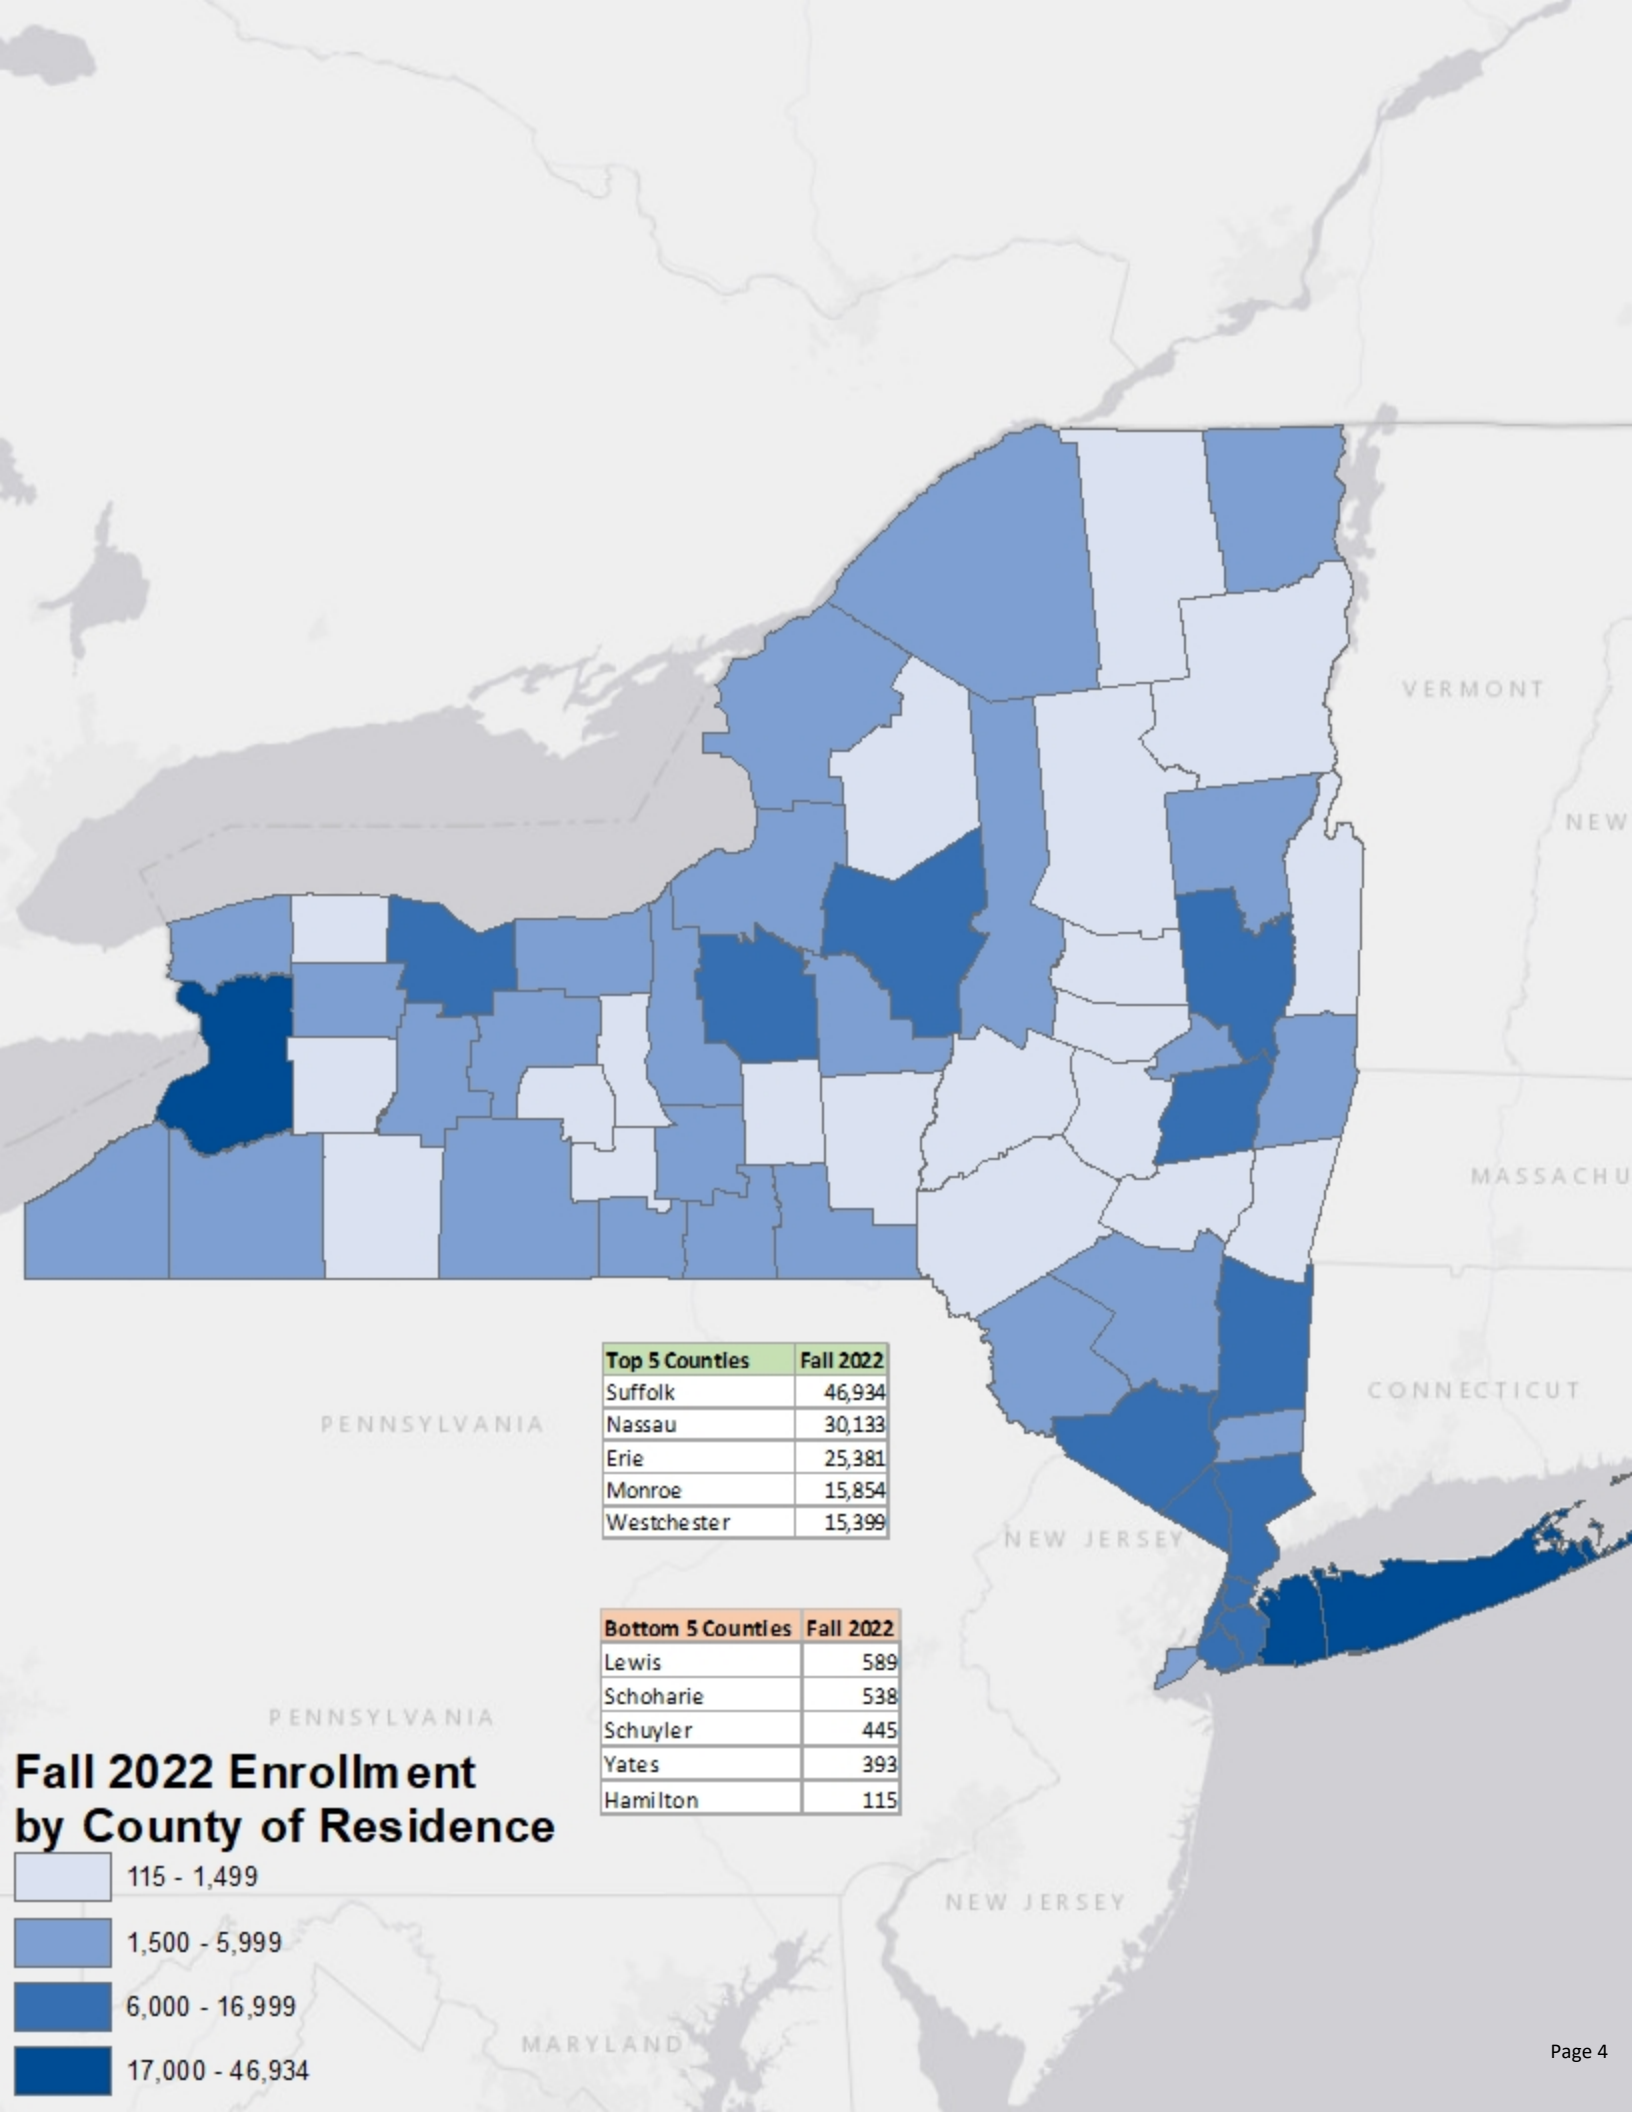 VERMONT
NEW
MASSACHU
CONNECTICUT
PENNSYLVANIA
NEW JERSEY
Top 5 Counties Fall 2022
Suffolk 46,934
Nassau 30,133
Erie 25,381
Monroe 15,854
Westchester 15,399
Bottom 5 Counties Fall 2022
Lewis 589
Schoharie 538
Schuyler 445
Yates 393
Hamilton 115
PENNSYLVANIA
Fall 2022 Enrollment
by County of Residence
115 - 1,499
1,500 - 5,999
6,000 - 16,999
17,000 - 46,934
NEW JERSEY
MARYLAND
Page 4